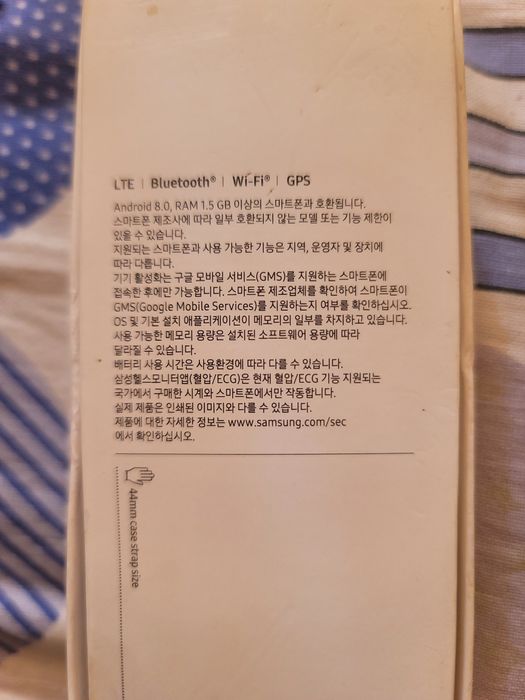 LTE | Bluetooth® | Wi-Fi® | GPS
Android 8.0, RAM 1.5 GB 이상의 스마트폰과 호환됩니다.
스마트폰 제조사에 따라 일부 호환되지 않는 모델 또는 기능 제한이
있을 수 있습니다.
지원되는 스마트폰과 사용 가능한 기능은 지역, 운영자 및 장치에
따라 다릅니다.
기기 활성화는 구글 모바일 서비스(GMS)를 지원하는 스마트폰에
접속한 후에만 가능합니다. 스마트폰 제조업체를 확인하여 스마트폰이
GMS(Google Mobile Services)를 지원하는지 여부를 확인하십시오.
OS 및 기본 설치 애플리케이션이 메모리의 일부를 차지하고 있습니다.
사용 가능한 메모리 용량은 설치된 소프트웨어 용량에 따라
달라질 수 있습니다.
배터리 사용 시간은 사용환경에 따라 다를 수 있습니다.
삼성헬스모니터앱(혈압/ECG)은 현재 혈압/ECG 기능 지원되는
국가에서 구매한 시계와 스마트폰에서만 작동합니다.
실제 제품은 인쇄된 이미지와 다를 수 있습니다.
제품에 대한 자세한 정보는 www.samsung.com/sec
에서 확인하십시오.
44mm case strap size